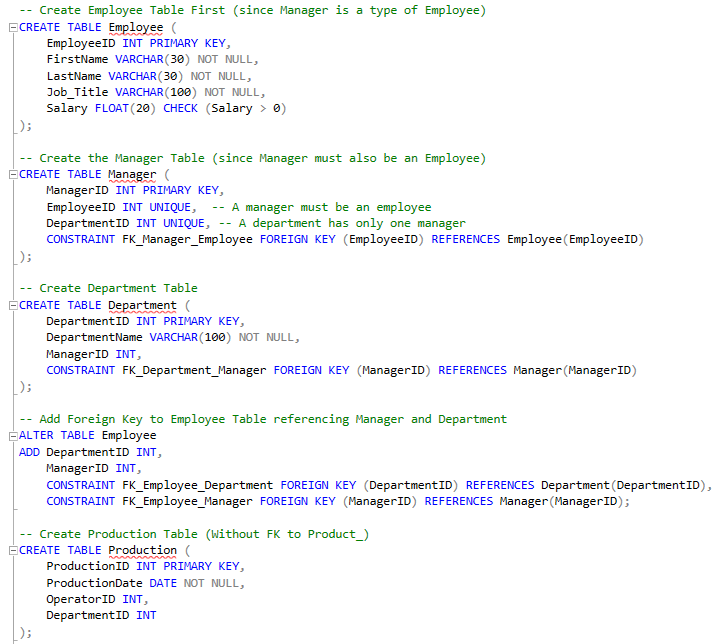 -- Create Employee Table First (since Manager is a type of Employee)
CREATE TABLE Employee (
    EmployeeID INT PRIMARY KEY,
    FirstName VARCHAR(30) NOT NULL,
    LastName VARCHAR(30) NOT NULL,
    Job_Title VARCHAR(100) NOT NULL,
    Salary FLOAT(20) CHECK (Salary > 0)
);
-- Create the Manager Table (since Manager must also be an Employee)
CREATE TABLE Manager (
    ManagerID INT PRIMARY KEY,
    EmployeeID INT UNIQUE,  -- A manager must be an employee
    DepartmentID INT UNIQUE, -- A department has only one manager
    CONSTRAINT FK_Manager_Employee FOREIGN KEY (EmployeeID) REFERENCES Employee(EmployeeID)
);
-- Create Department Table
CREATE TABLE Department (
    DepartmentID INT PRIMARY KEY,
    DepartmentName VARCHAR(100) NOT NULL,
    ManagerID INT,
    CONSTRAINT FK_Department_Manager FOREIGN KEY (ManagerID) REFERENCES Manager(ManagerID)
);
-- Add Foreign Key to Employee Table referencing Manager and Department
ALTER TABLE Employee
ADD DepartmentID INT,
    ManagerID INT,
    CONSTRAINT FK_Employee_Department FOREIGN KEY (DepartmentID) REFERENCES Department(DepartmentID),
    CONSTRAINT FK_Employee_Manager FOREIGN KEY (ManagerID) REFERENCES Manager(ManagerID);
-- Create Production Table (Without FK to Product_)
CREATE TABLE Production (
    ProductionID INT PRIMARY KEY,
    ProductionDate DATE NOT NULL,
    OperatorID INT,
    DepartmentID INT
);